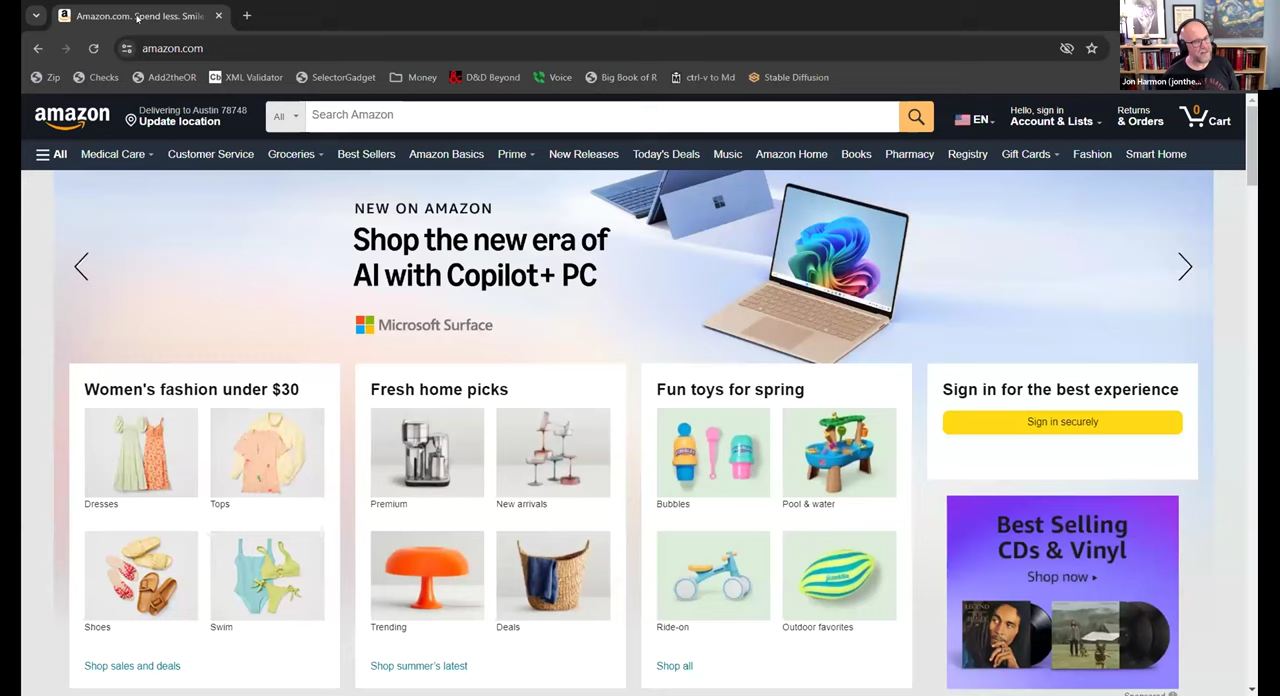 Amazon.com. Spend less. Smile
amazon.com
Zip
Checks
Add2theOR
Cb XML Validator
SelectorGadget
Money
D&D Beyond
Voice
Big Book of R
ctrl-v to Md
Stable Diffusion
Jon Harmon (jonthe...
amazon
Delivering to Austin 78748
Update location
All
Search Amazon
EN
Hello, sign in
Account & Lists
Returns
& Orders
0
Cart
All
Medical Care
Customer Service
Groceries
Best Sellers
Amazon Basics
Prime
New Releases
Today's Deals
Music
Amazon Home
Books
Pharmacy
Registry
Gift Cards
Fashion
Smart Home
NEW ON AMAZON
Shop the new era of
AI with Copilot+ PC
Microsoft Surface
Women's fashion under $30
Dresses
Tops
Shoes
Swim
Shop sales and deals
Fresh home picks
Premium
New arrivals
Trending
Deals
Shop summer's latest
Fun toys for spring
Bubbles
Pool & water
Ride-on
Outdoor favorites
Shop all
Sign in for the best experience
Sign in securely
Best Selling
CDs & Vinyl
Shop now
LEGEND
Sponsored